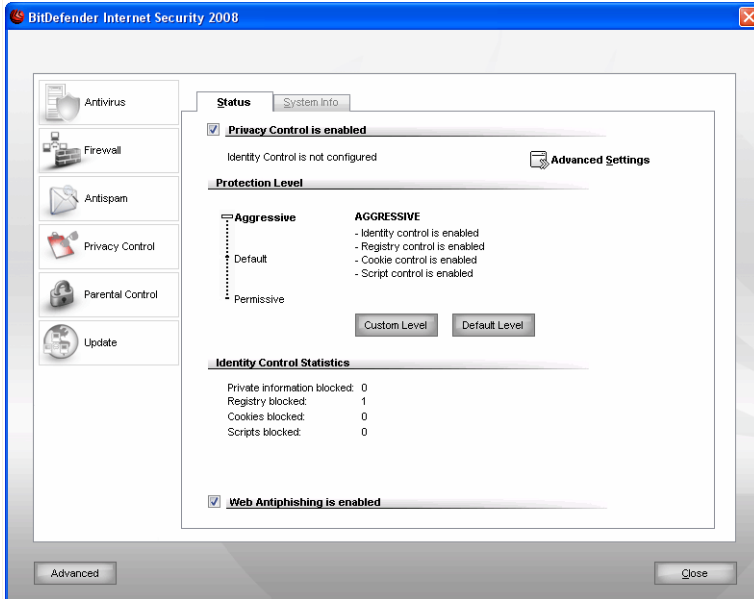 BitDefender Internet Security 2008
Antivirus
Firewall
Antispam
Privacy Control
Parental Control
Update
Status
System Info
Privacy Control is enabled
Identity Control is not configured
Advanced Settings
Protection Level
Aggressive
Default
Permissive
AGGRESSIVE
- Identity control is enabled
- Registry control is enabled
- Cookie control is enabled
- Script control is enabled
Custom Level
Default Level
Identity Control Statistics
Private information blocked: 0
Registry blocked: 1
Cookies blocked: 0
Scripts blocked: 0
Web Antiphishing is enabled
Advanced
Close